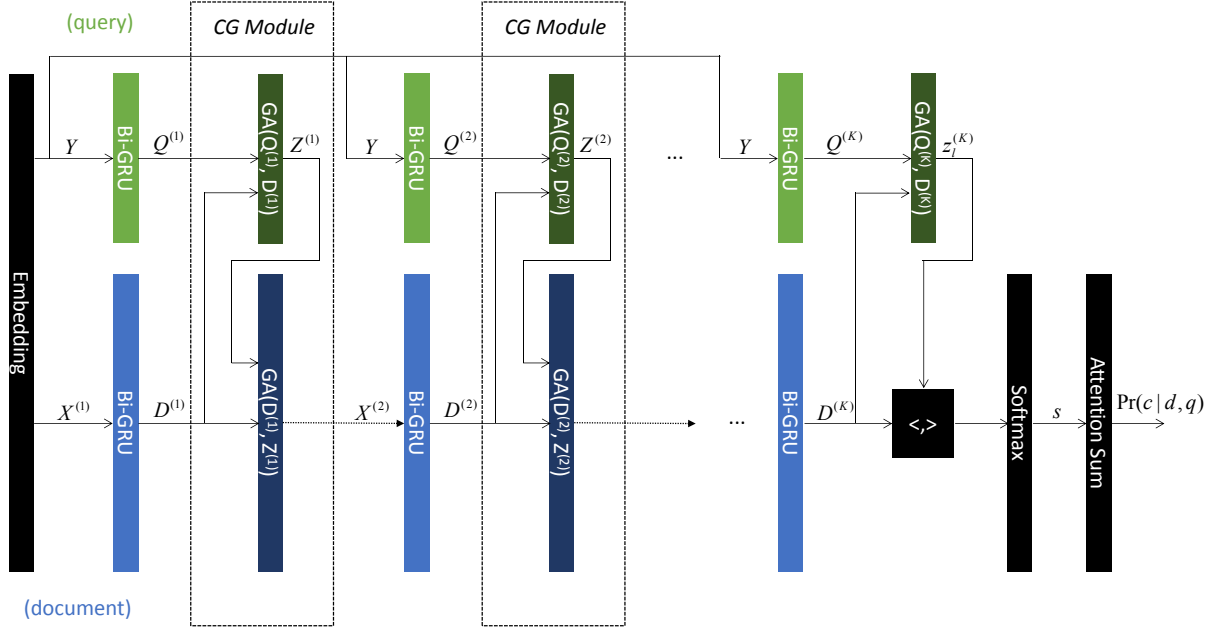 (query)
CG Module
CG Module
Embedding
Y
Bi-GRU
Q^(1)
GA(Q^(1), D^(1))
Z^(1)
Y
Bi-GRU
Q^(2)
GA(Q^(2), D^(2))
Z^(2)
...
Y
Bi-GRU
Q^(K)
GA(Q^(K), D^(K))
z_l^(K)
X^(1)
Bi-GRU
D^(1)
GA(D^(1), Z^(1))
X^(2)
Bi-GRU
D^(2)
GA(D^(2), Z^(2))
...
Bi-GRU
D^(K)
<,>
Softmax
s
Attention Sum
Pr(c | d, q)
(document)